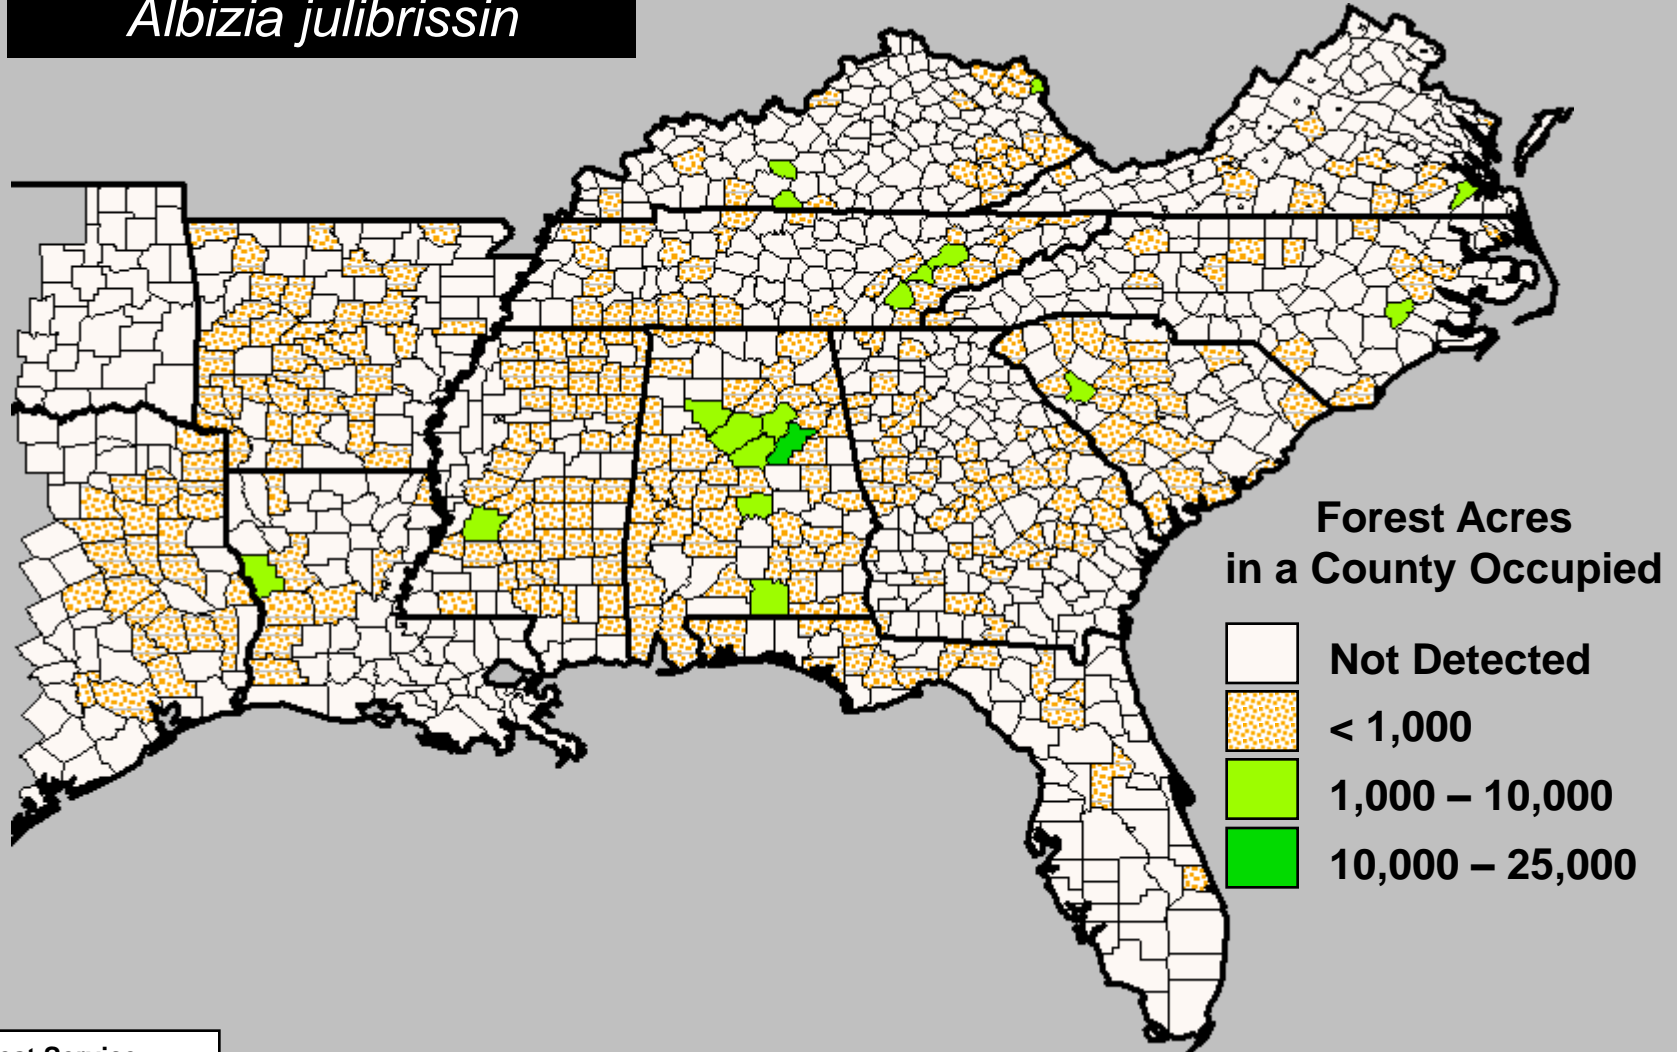 Albizia julibrissin
Forest Acres
in a County Occupied
Not Detected
< 1,000
1,000 – 10,000
10,000 – 25,000
Service